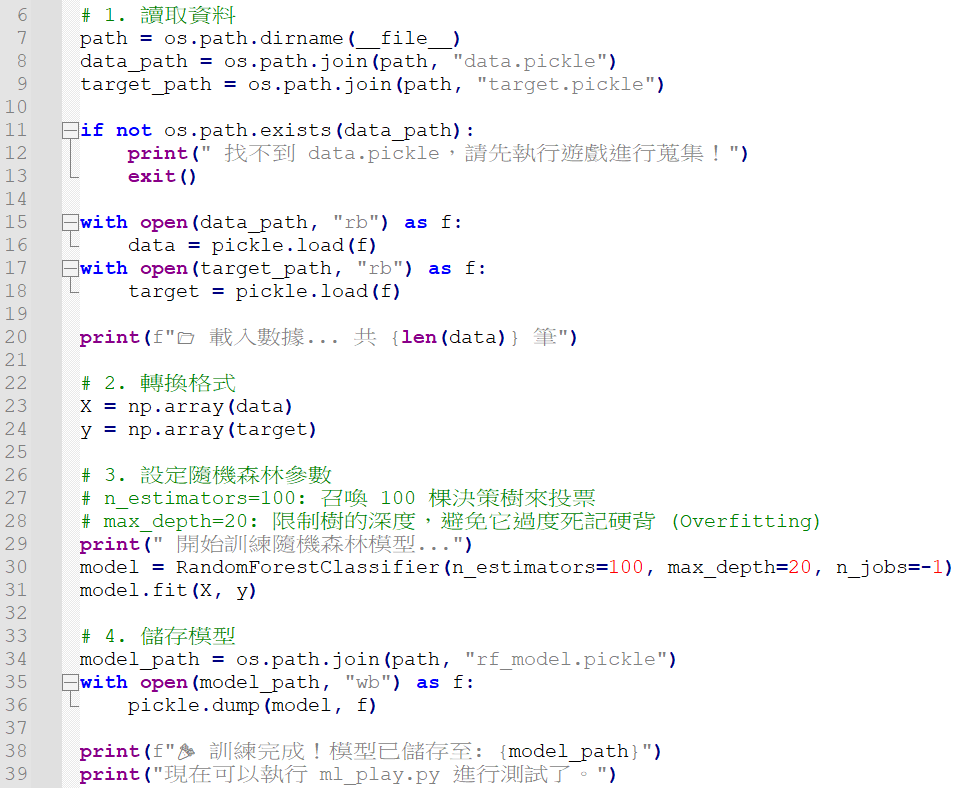 6 # 1. 讀取資料
7 path = os.path.dirname(__file__)
8 data_path = os.path.join(path, "data.pickle")
9 target_path = os.path.join(path, "target.pickle")
10
11 if not os.path.exists(data_path):
12     print(" 找不到 data.pickle，請先執行遊戲進行蒐集！")
13     exit()
14
15 with open(data_path, "rb") as f:
16     data = pickle.load(f)
17 with open(target_path, "rb") as f:
18     target = pickle.load(f)
19
20 print(f"🗁 載入數據... 共 {len(data)} 筆")
21
22 # 2. 轉換格式
23 X = np.array(data)
24 y = np.array(target)
25
26 # 3. 設定隨機森林參數
27 # n_estimators=100: 召喚 100 棵決策樹來投票
28 # max_depth=20: 限制樹的深度，避免它過度死記硬背 (Overfitting)
29 print(" 開始訓練隨機森林模型...")
30 model = RandomForestClassifier(n_estimators=100, max_depth=20, n_jobs=-1)
31 model.fit(X, y)
32
33 # 4. 儲存模型
34 model_path = os.path.join(path, "rf_model.pickle")
35 with open(model_path, "wb") as f:
36     pickle.dump(model, f)
37
38 print(f" 訓練完成！模型已儲存至: {model_path}")
39 print("現在可以執行 ml_play.py 進行測試了。")